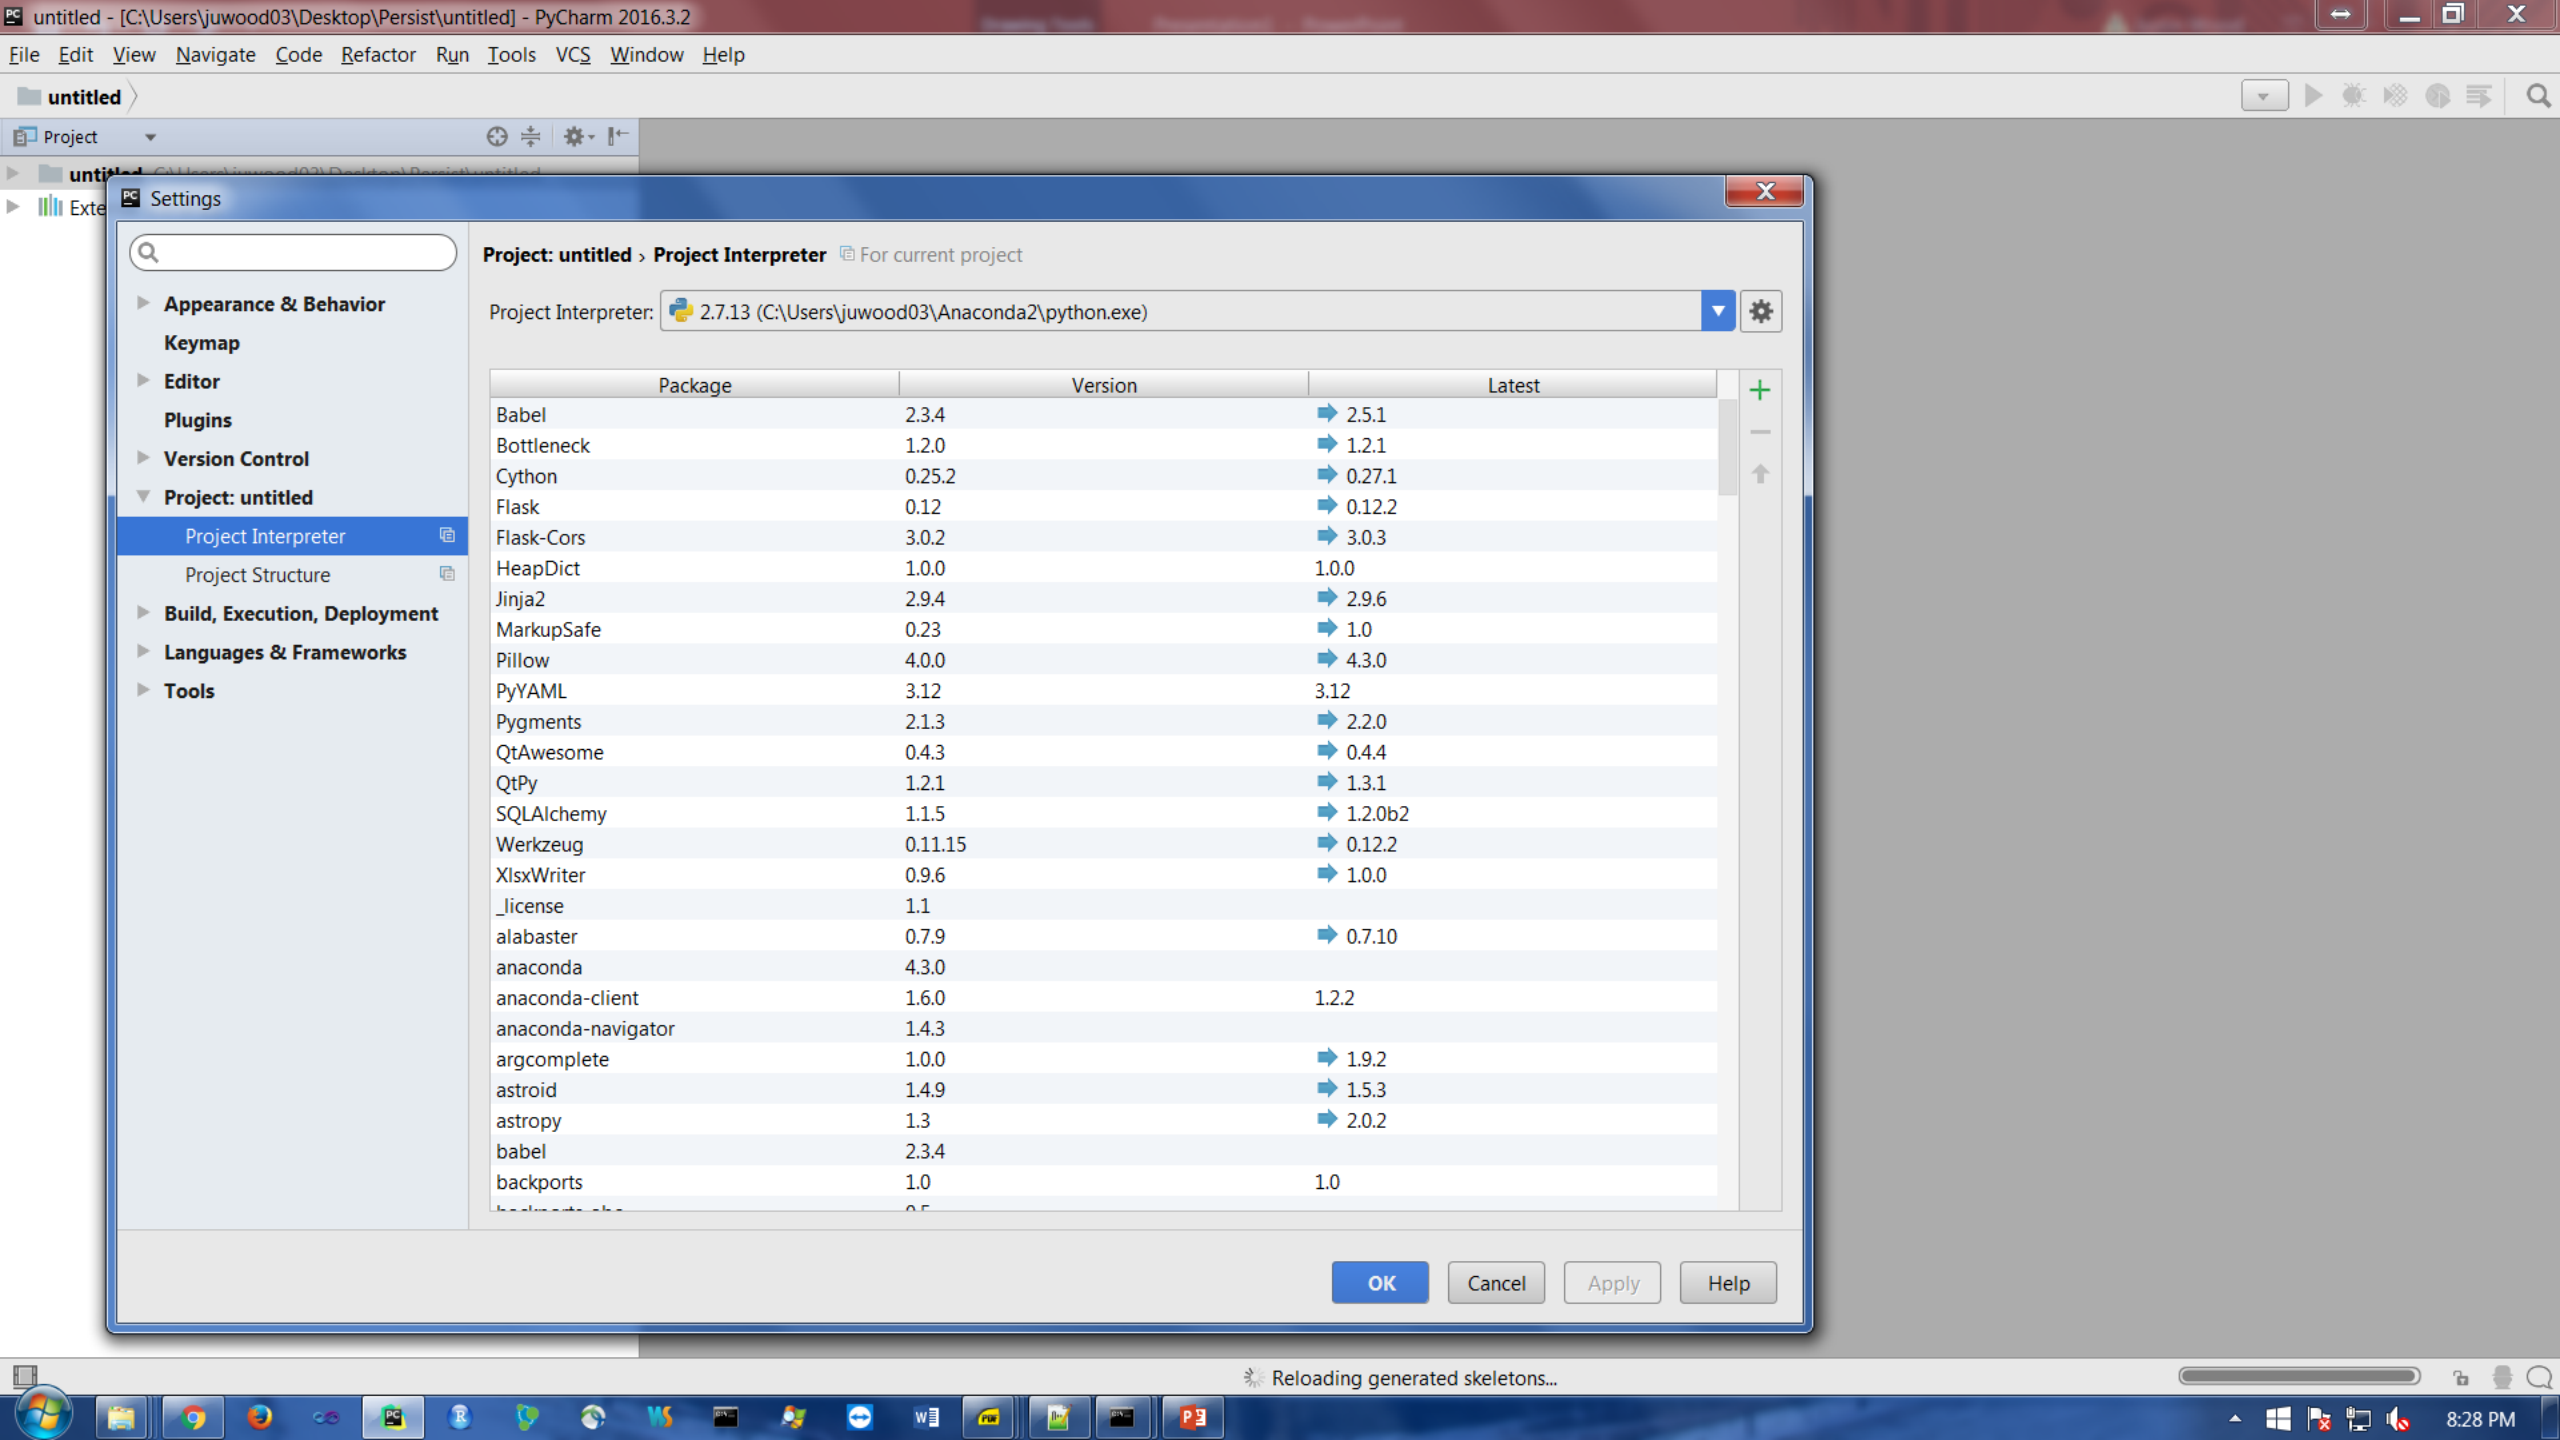 untitled - [C:\Users\juwood03\Desktop\Persist\untitled] - PyCharm 2016.3.2
File Edit View Navigate Code Refactor Run Tools VCS Window Help
untitled
Project
Settings
Exte
Project: untitled › Project Interpreter For current project
Project Interpreter: 2.7.13 (C:\Users\juwood03\Anaconda2\python.exe)
Appearance & Behavior
Keymap
Editor
Plugins
Version Control
Project: untitled
Project Interpreter
Project Structure
Build, Execution, Deployment
Languages & Frameworks
Tools
Package Version Latest
Babel 2.3.4 2.5.1
Bottleneck 1.2.0 1.2.1
Cython 0.25.2 0.27.1
Flask 0.12 0.12.2
Flask-Cors 3.0.2 3.0.3
HeapDict 1.0.0 1.0.0
Jinja2 2.9.4 2.9.6
MarkupSafe 0.23 1.0
Pillow 4.0.0 4.3.0
PyYAML 3.12 3.12
Pygments 2.1.3 2.2.0
QtAwesome 0.4.3 0.4.4
QtPy 1.2.1 1.3.1
SQLAlchemy 1.1.5 1.2.0b2
Werkzeug 0.11.15 0.12.2
XlsxWriter 0.9.6 1.0.0
_license 1.1
alabaster 0.7.9 0.7.10
anaconda 4.3.0
anaconda-client 1.6.0 1.2.2
anaconda-navigator 1.4.3
argcomplete 1.0.0 1.9.2
astroid 1.4.9 1.5.3
astropy 1.3 2.0.2
babel 2.3.4
backports 1.0 1.0
OK Cancel Apply Help
Reloading generated skeletons...
8:28 PM